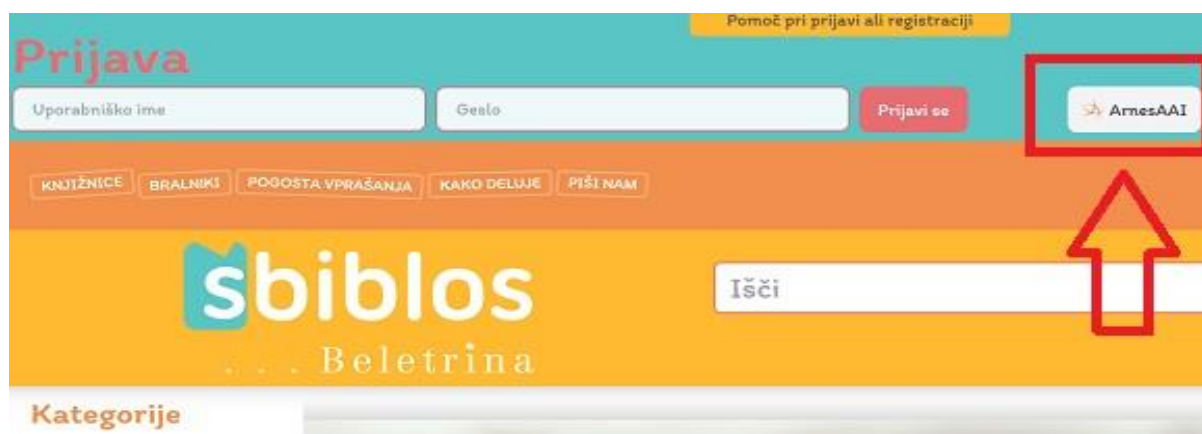 Pomoč pri prijavi ali registraciji
Prijava
Uporabniško ime
Geslo
Prijavi se
ArnesAAI
KNJIŽNICE
BRALNIKI
POGOSTA VPRAŠANJA
KAKO DELUJE
PIŠI NAM
sbiblos
Išči
. . . Beletrina
Kategorije